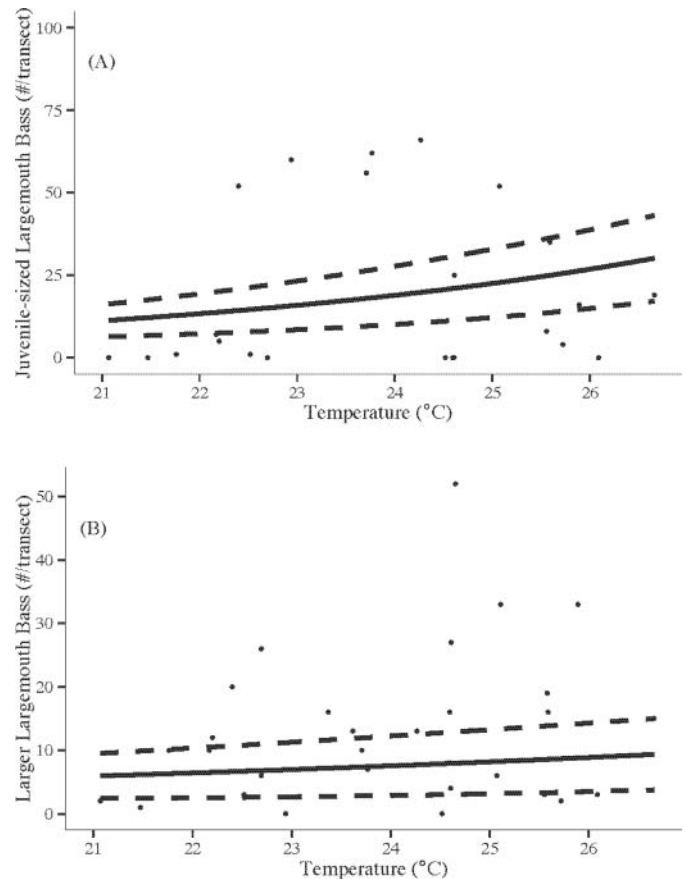 100
(A)
75
50
25
0
Juvenile-sized Largemouth Bass (#/transect)
21 22 23 24 25 26
Temperature (°C)
50
(B)
40
30
20
10
0
Larger Largemouth Bass (#/transect)
21 22 23 24 25 26
Temperature (°C)